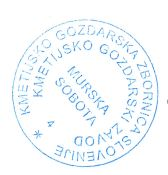 KMETIJSKO GOZDARSKA ZBORNICA SLOVENIJE *
KMETIJSKO GOZDARSKI ZAVOD
MURSKA
SOBOTA
4